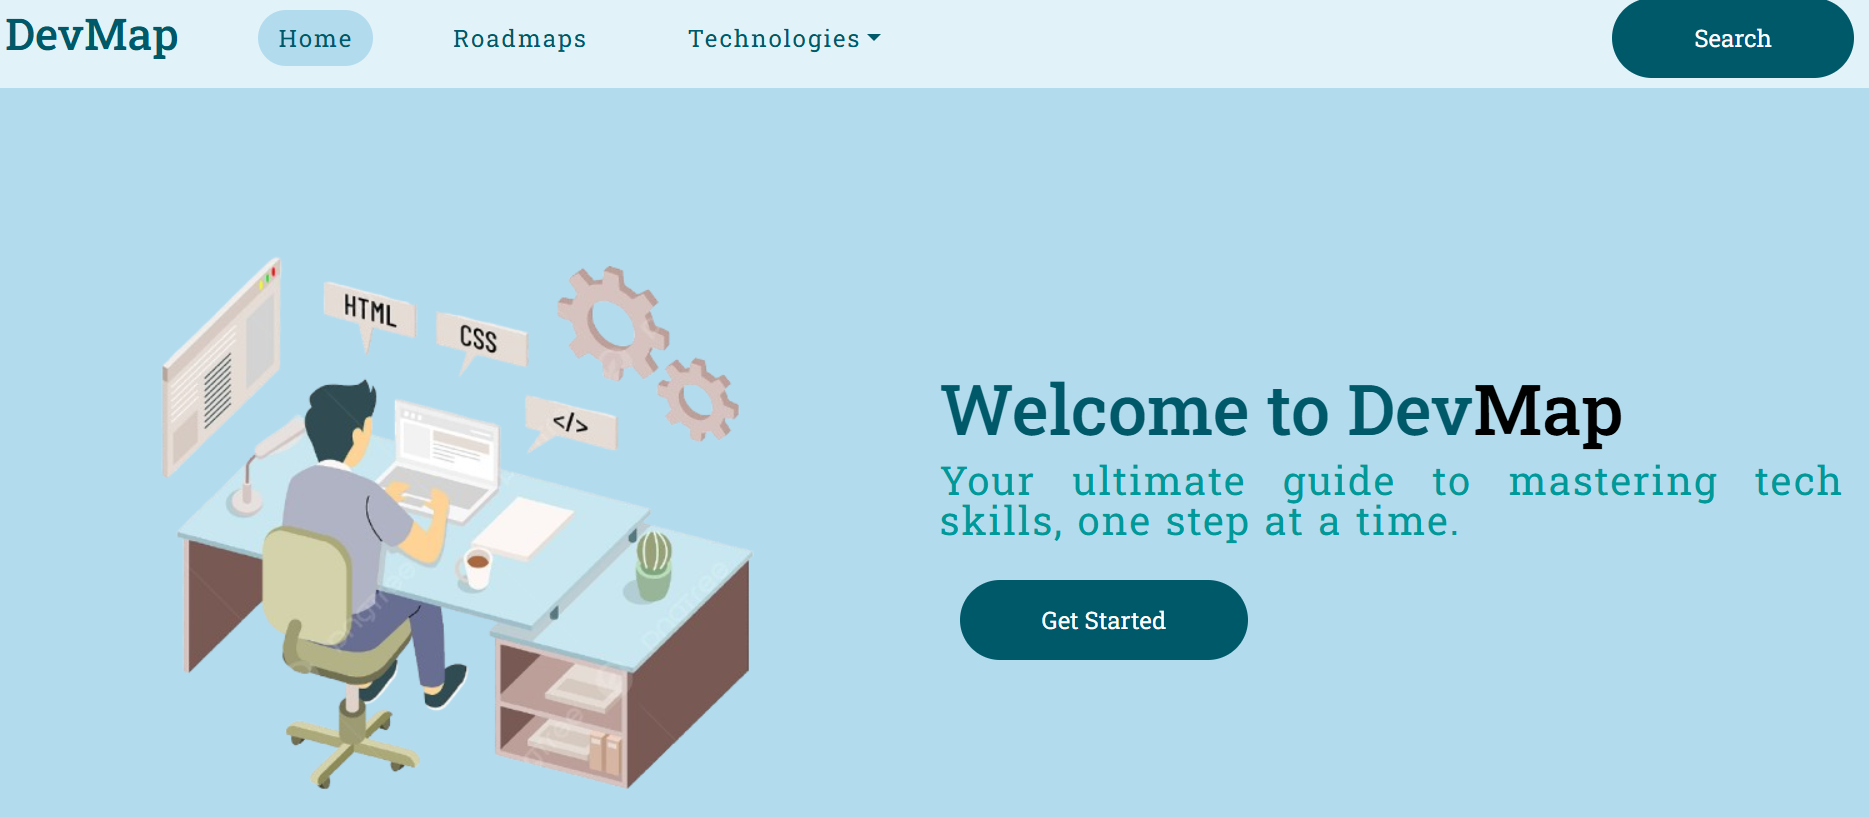 DevMap
Home
Roadmaps
Technologies
Search
HTML
CSS
</>
Welcome to DevMap
Your ultimate guide to mastering tech
skills, one step at a time.
Get Started